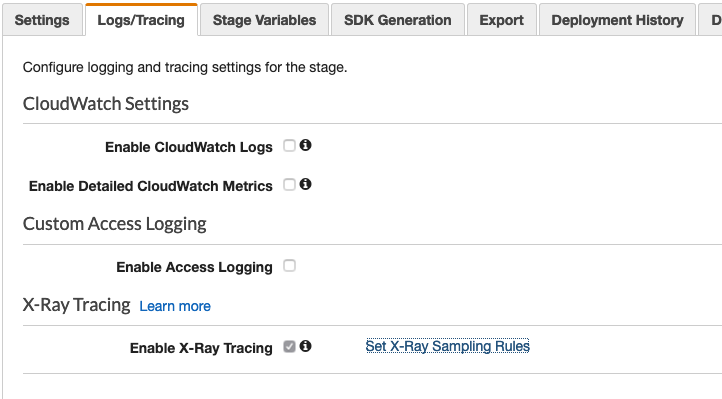 Settings Logs/Tracing Stage Variables SDK Generation Export Deployment History D
Configure logging and tracing settings for the stage.
CloudWatch Settings
Enable CloudWatch Logs
Enable Detailed CloudWatch Metrics
Custom Access Logging
Enable Access Logging
X-Ray Tracing Learn more
Enable X-Ray Tracing Set X-Ray Sampling Rules